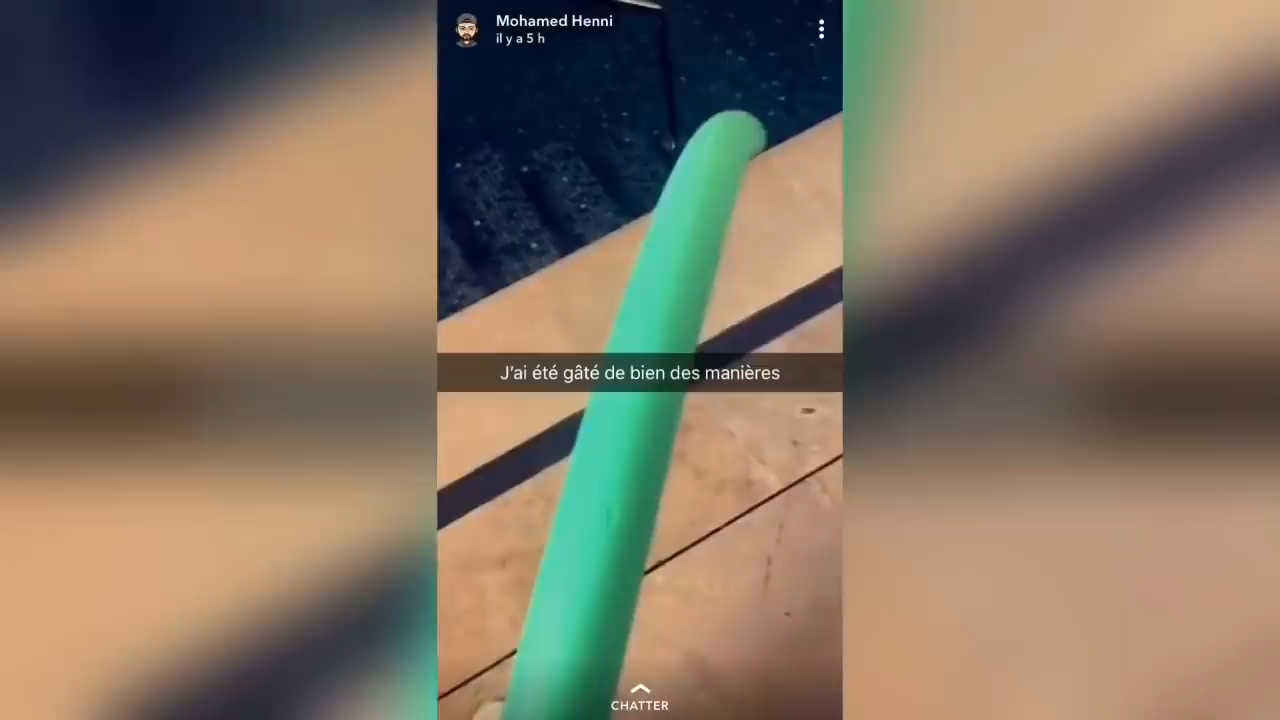 Mohamed Henni
il y a 5 h
J'ai été gâté de bien des manières
CHATTER